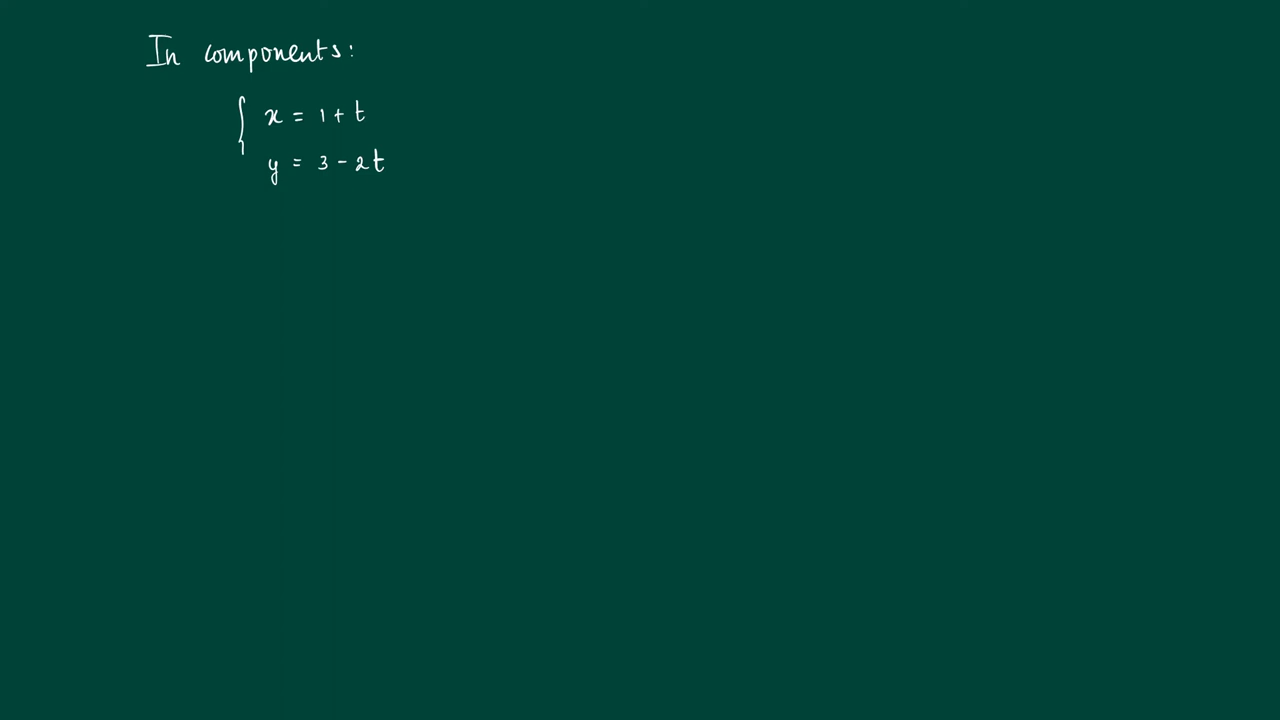 In components:
{ x = 1 + t
y = 3 - 2t